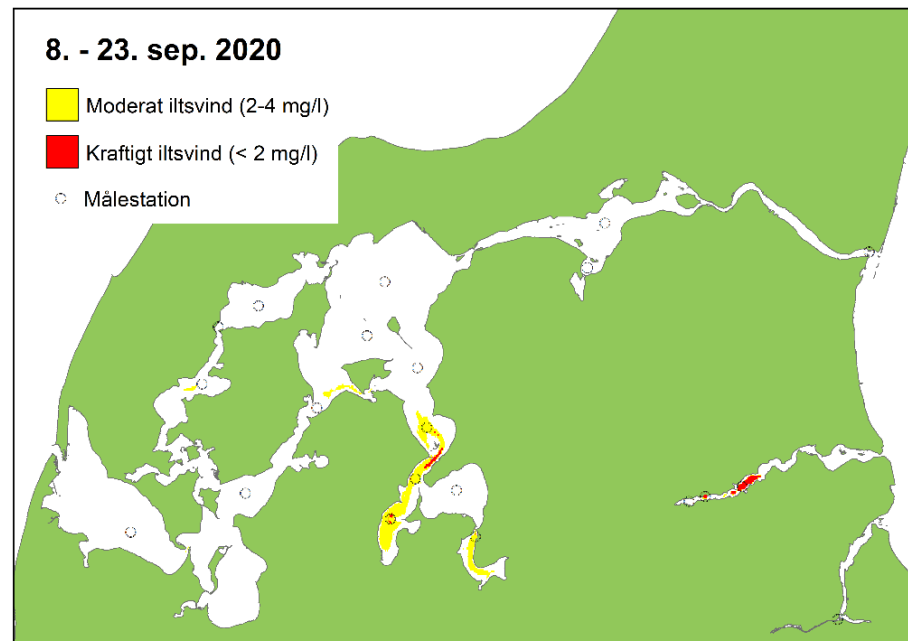 8. - 23. sep. 2020
Moderat iltsvind (2-4 mg/l)
Kraftigt iltsvind (< 2 mg/l)
Målestation